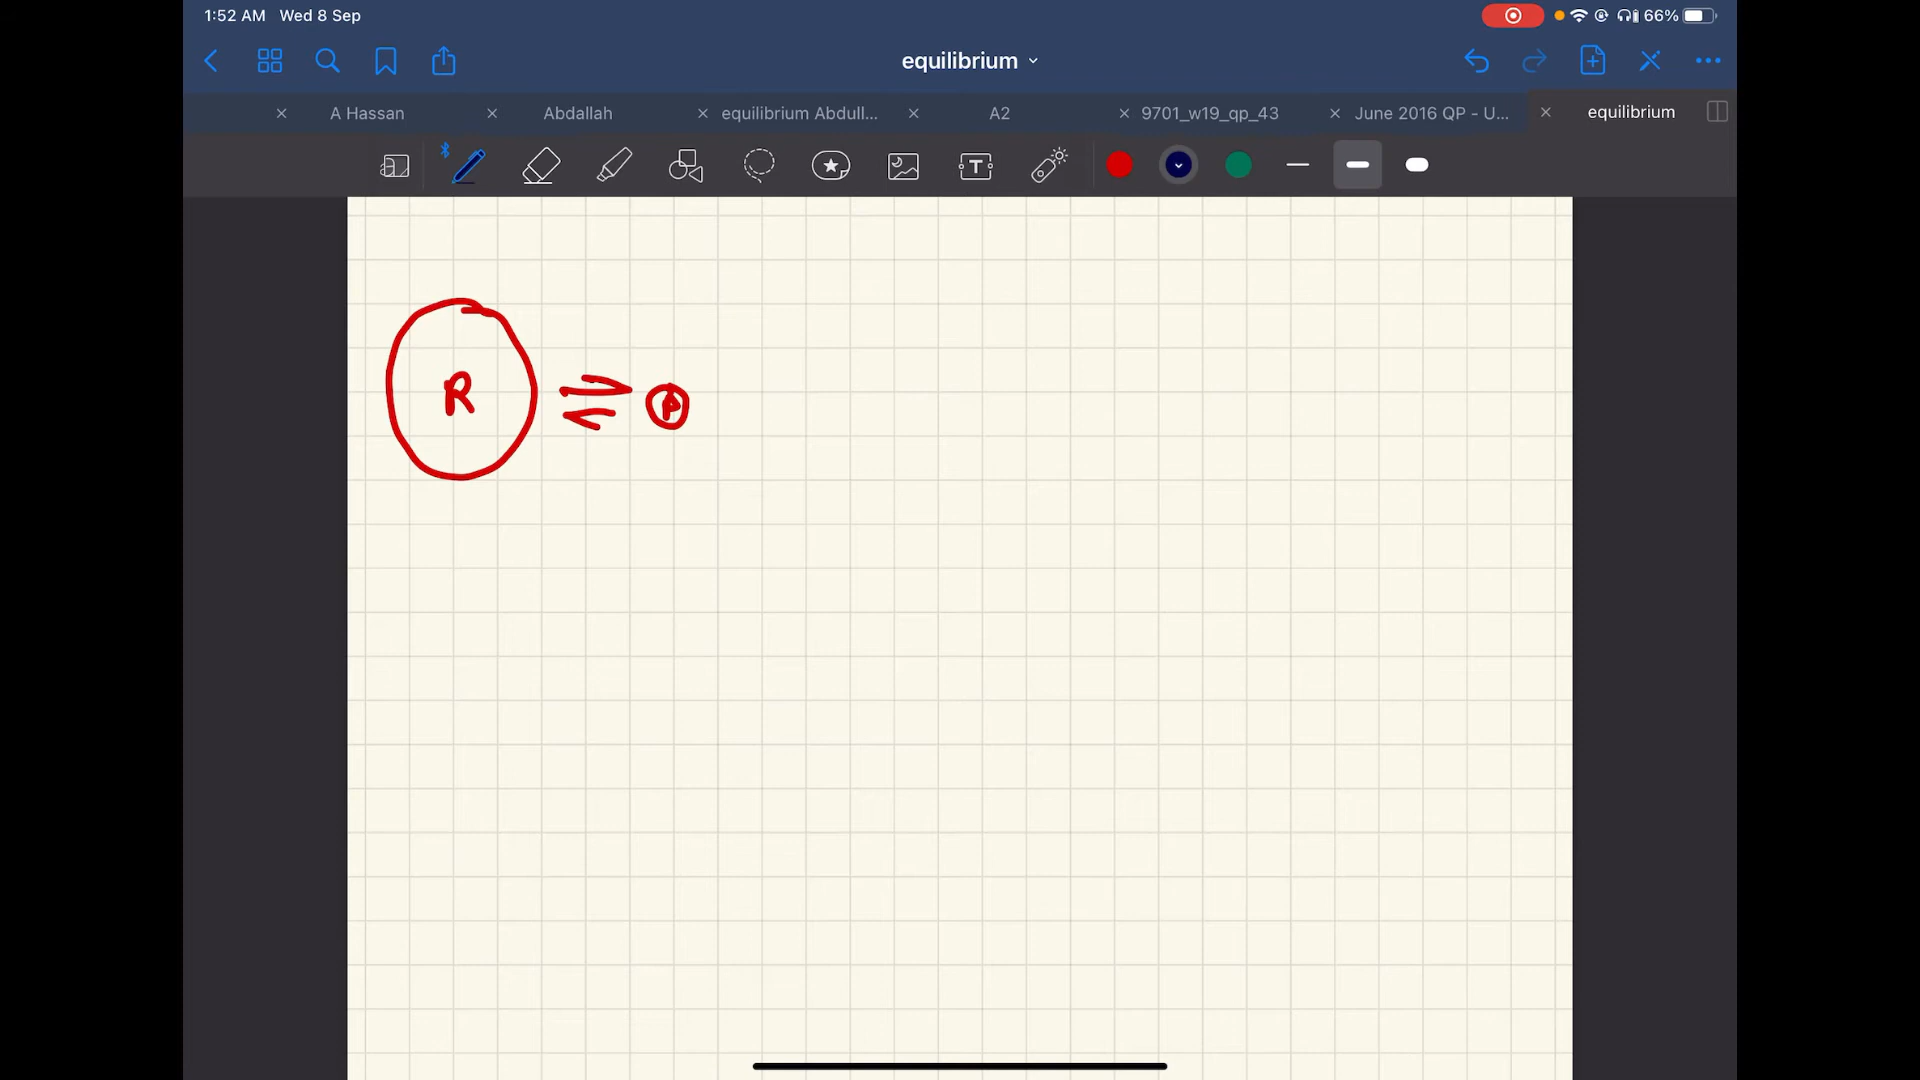 1:52 AM Wed 8 Sep
66%
equilibrium
A Hassan
Abdallah
equilibrium Abdull...
A2
9701_w19_qp_43
June 2016 QP - U...
equilibrium
R ⇌ P